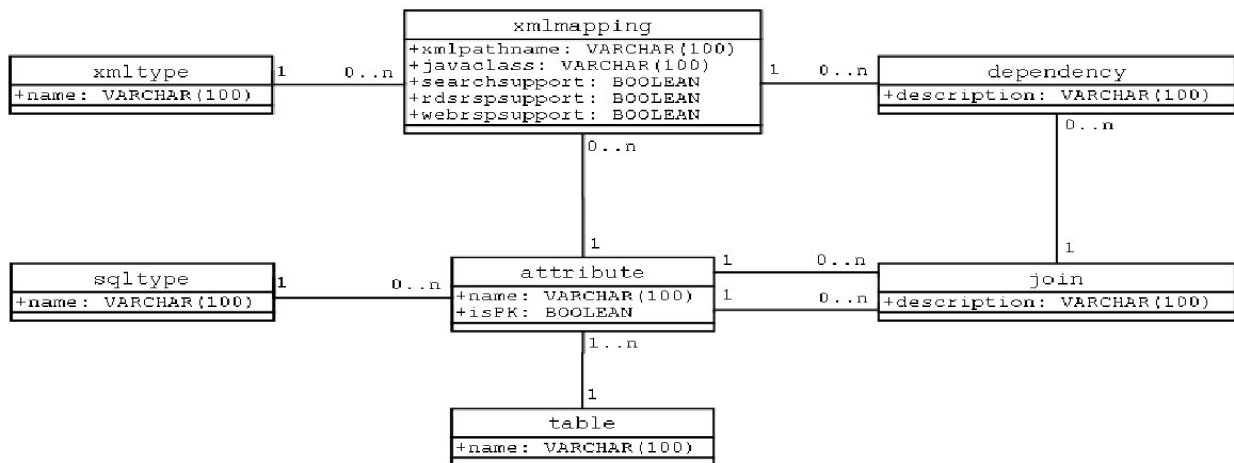 xmlmapping
+xmlpathname: VARCHAR(100)
+javaclass: VARCHAR(100)
+searchsupport: BOOLEAN
+rdsrspsupport: BOOLEAN
+webrspsupport: BOOLEAN
xmltype
+name: VARCHAR(100)
1
0..n
1
0..n
dependency
+description: VARCHAR(100)
0..n
0..n
1
1
sqltype
+name: VARCHAR(100)
1
0..n
attribute
+name: VARCHAR(100)
+isPK: BOOLEAN
1
0..n
1
0..n
join
+description: VARCHAR(100)
1..n
1
table
+name: VARCHAR(100)